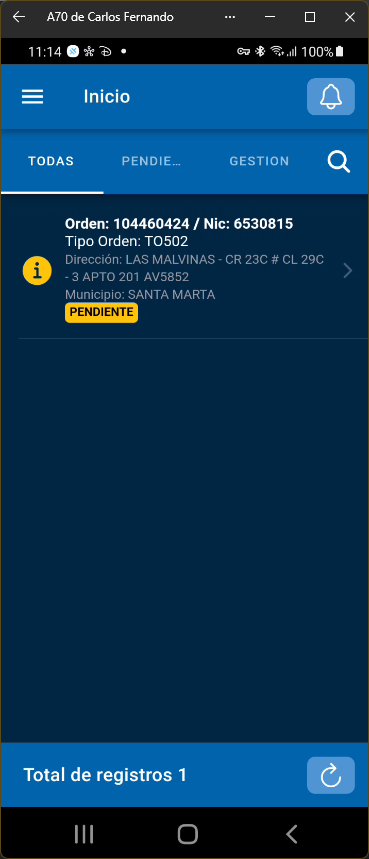 A70 de Carlos Fernando
11:14 100%
Inicio
TODAS PENDIE... GESTION
Orden: 104460424 / Nic: 6530815
Tipo Orden: TO502
Dirección: LAS MALVINAS - CR 23C # CL 29C
- 3 APTO 201 AV5852
Municipio: SANTA MARTA
PENDIENTE
Total de registros 1